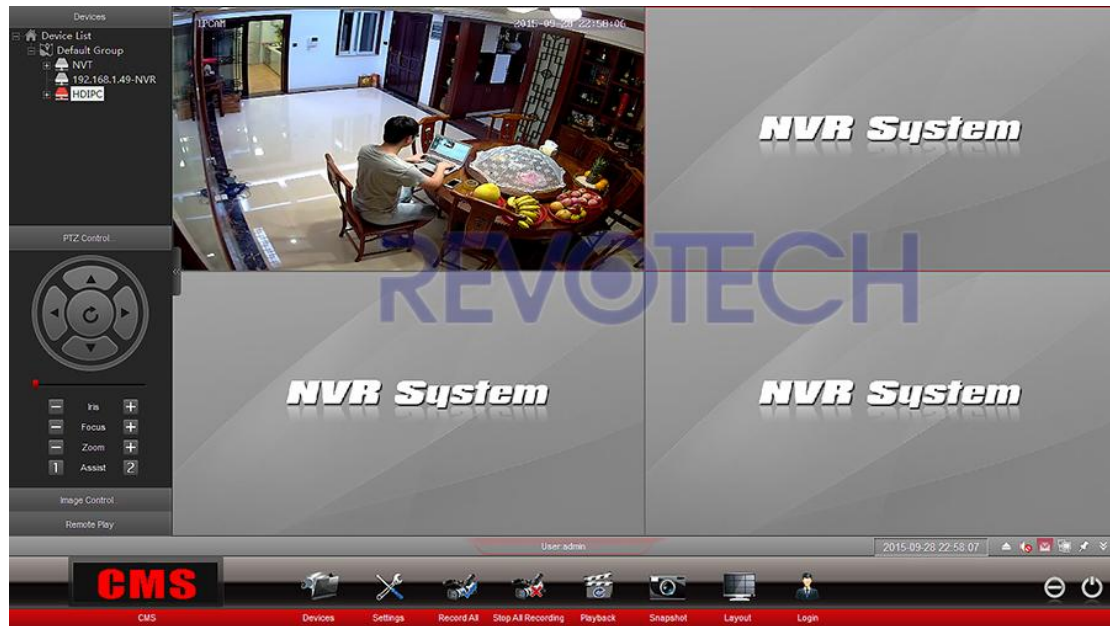 Devices
Device List
Default Group
NVT
192.168.1.49-NVR
HDIPC
PTZ Control
Iris
Focus
Zoom
1 Assist 2
Image Control
Remote Play
IPCAM 2015-09-28 22:58:06
NVR System
NVR System
NVR System
REVOTECH
User:admin
2015-09-28 22:58:07
CMS
CMS
Devices Settings Record All Stop All Recording Playback Snapshot Layout Login